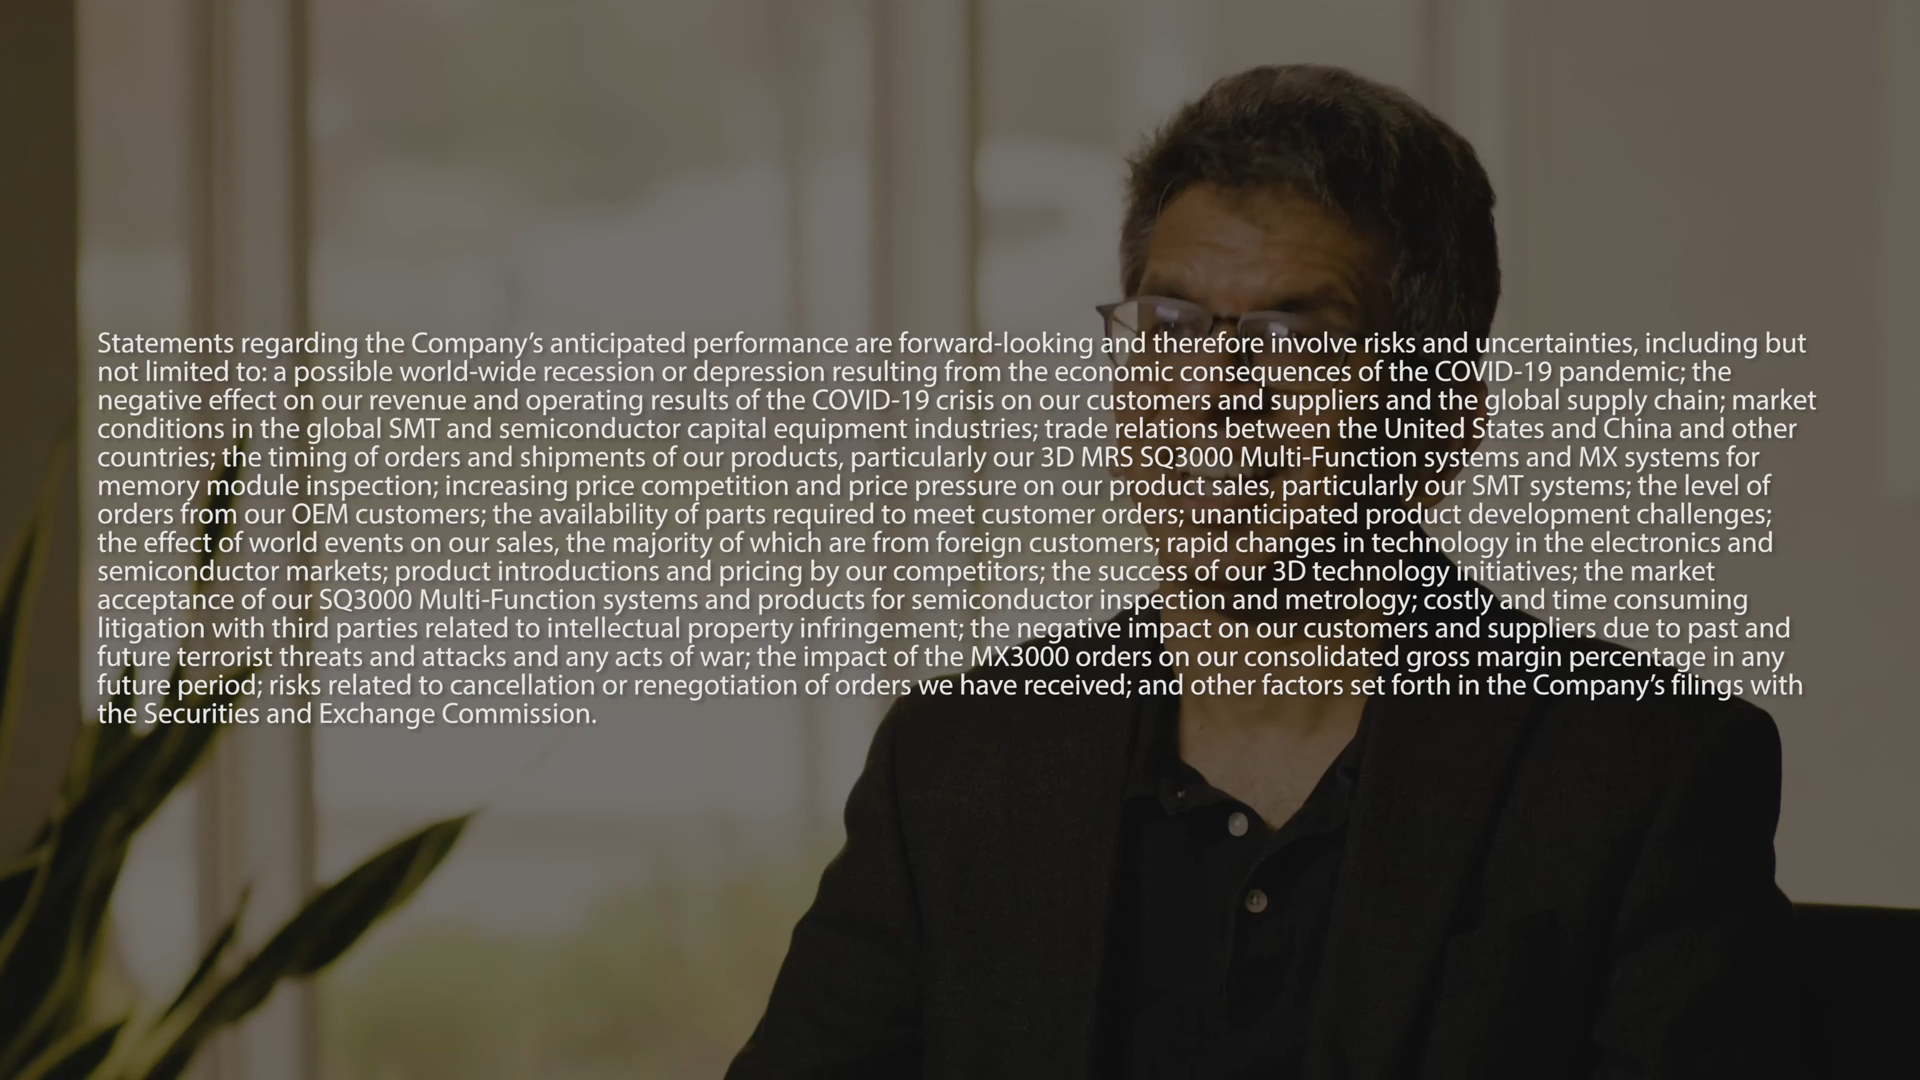 Statements regarding the Company’s anticipated performance are forward-looking and therefore involve risks and uncertainties, including but
not limited to: a possible world-wide recession or depression resulting from the economic consequences of the COVID-19 pandemic; the
negative effect on our revenue and operating results of the COVID-19 crisis on our customers and suppliers and the global supply chain; market
conditions in the global SMT and semiconductor capital equipment industries; trade relations between the United States and China and other
countries; the timing of orders and shipments of our products, particularly our 3D MRS SQ3000 Multi-Function systems and MX systems for
memory module inspection; increasing price competition and price pressure on our product sales, particularly our SMT systems; the level of
orders from our OEM customers; the availability of parts required to meet customer orders; unanticipated product development challenges;
the effect of world events on our sales, the majority of which are from foreign customers; rapid changes in technology in the electronics and
semiconductor markets; product introductions and pricing by our competitors; the success of our 3D technology initiatives; the market
acceptance of our SQ3000 Multi-Function systems and products for semiconductor inspection and metrology; costly and time consuming
litigation with third parties related to intellectual property infringement; the negative impact on our customers and suppliers due to past and
future terrorist threats and attacks and any acts of war; the impact of the MX3000 orders on our consolidated gross margin percentage in any
future period; risks related to cancellation or renegotiation of orders we have received; and other factors set forth in the Company’s filings with
the Securities and Exchange Commission.